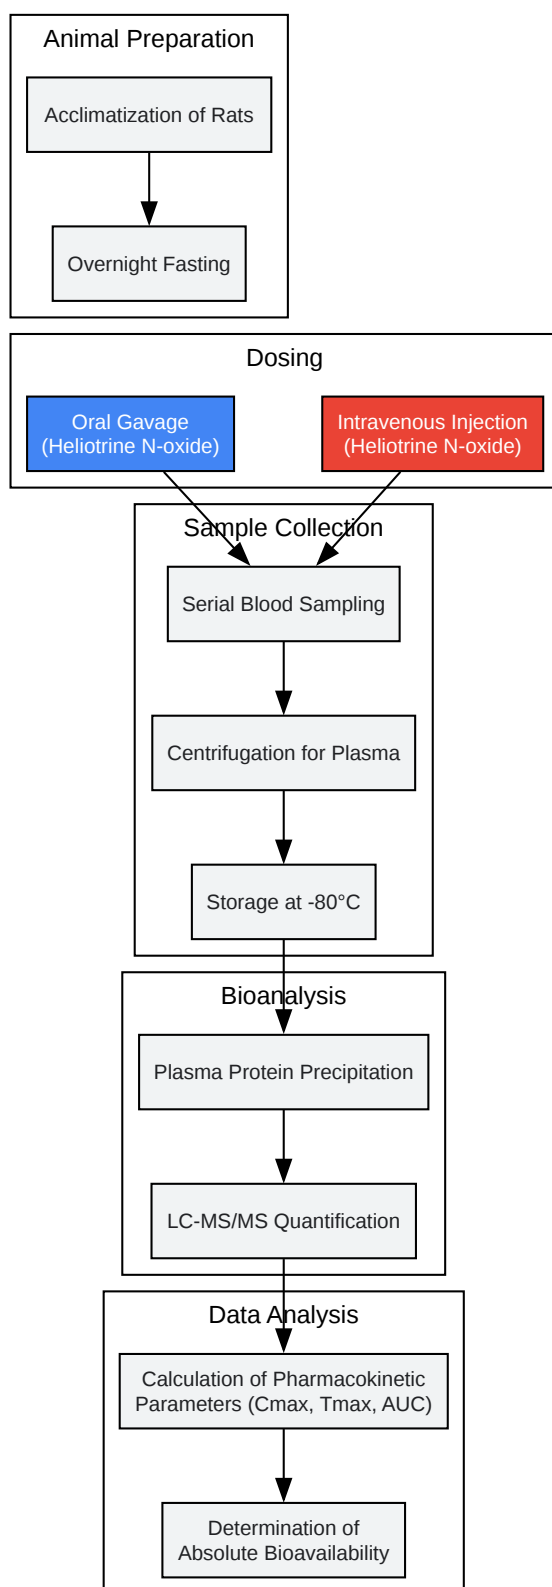 Animal Preparation
Acclimatization of Rats
Overnight Fasting
Dosing
Oral Gavage
(Heliotrine N-oxide)
Intravenous Injection
(Heliotrine N-oxide)
Sample Collection
Serial Blood Sampling
Centrifugation for Plasma
Storage at -80°C
Bioanalysis
Plasma Protein Precipitation
LC-MS/MS Quantification
Data Analysis
Calculation of Pharmacokinetic
Parameters (Cmax, Tmax, AUC)
Determination of
Absolute Bioavailability